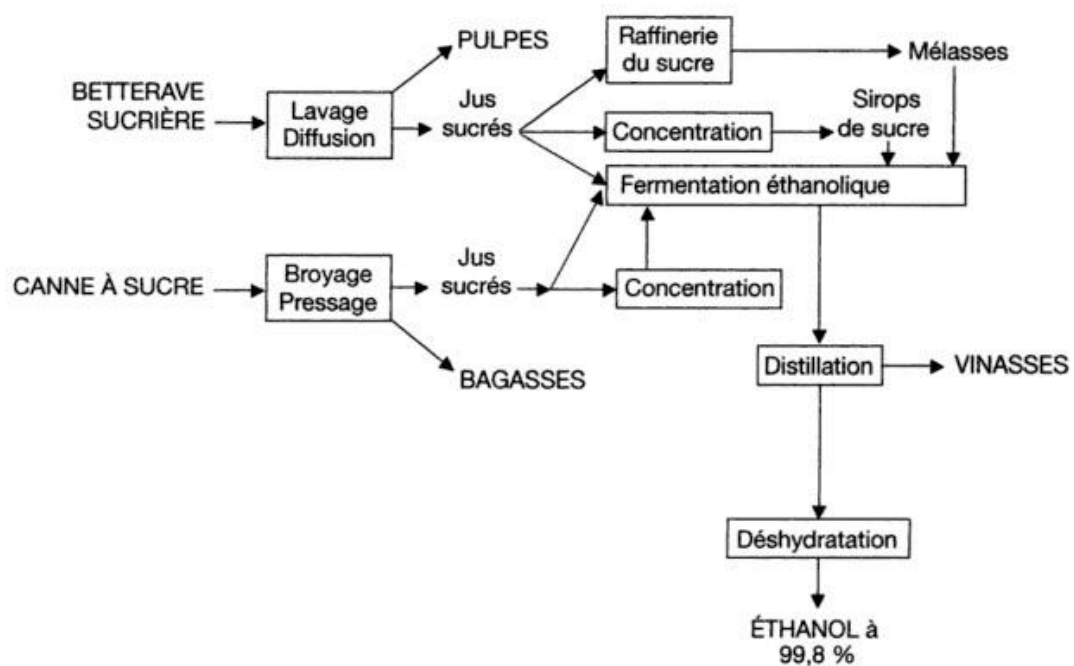 PULPES
Raffinerie
du sucre
Mélasses
BETTERAVE
SUCRIÈRE
Lavage
Diffusion
Jus
sucrés
Concentration
Sirops
de sucre
Fermentation éthanolique
CANNE À SUCRE
Broyage
Pressage
Jus
sucrés
Concentration
BAGASSES
Distillation
VINASSES
Déshydratation
ÉTHANOL à
99,8 %